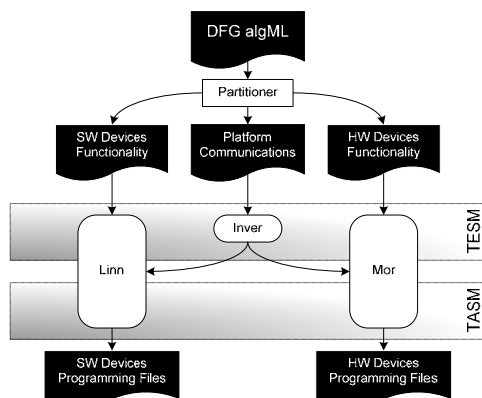 DFG algML
Partitioner
SW Devices
Functionality
Platform
Communications
HW Devices
Functionality
TESM
Inver
Linn
Mor
TASM
SW Devices
Programming Files
HW Devices
Programming Files